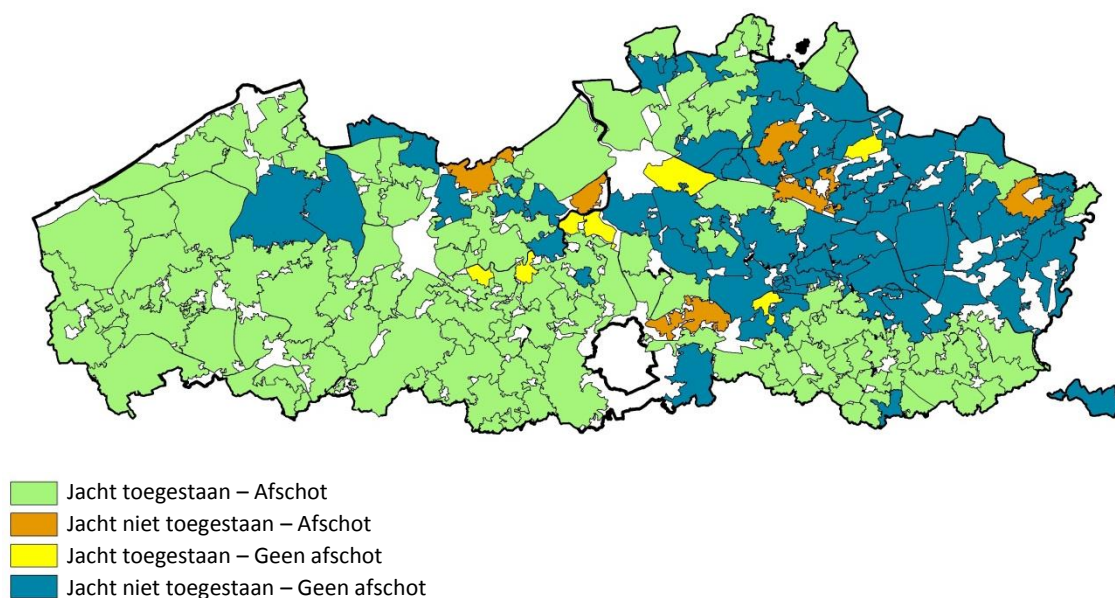 Jacht toegestaan – Afschot
Jacht niet toegestaan – Afschot
Jacht toegestaan – Geen afschot
Jacht niet toegestaan – Geen afschot